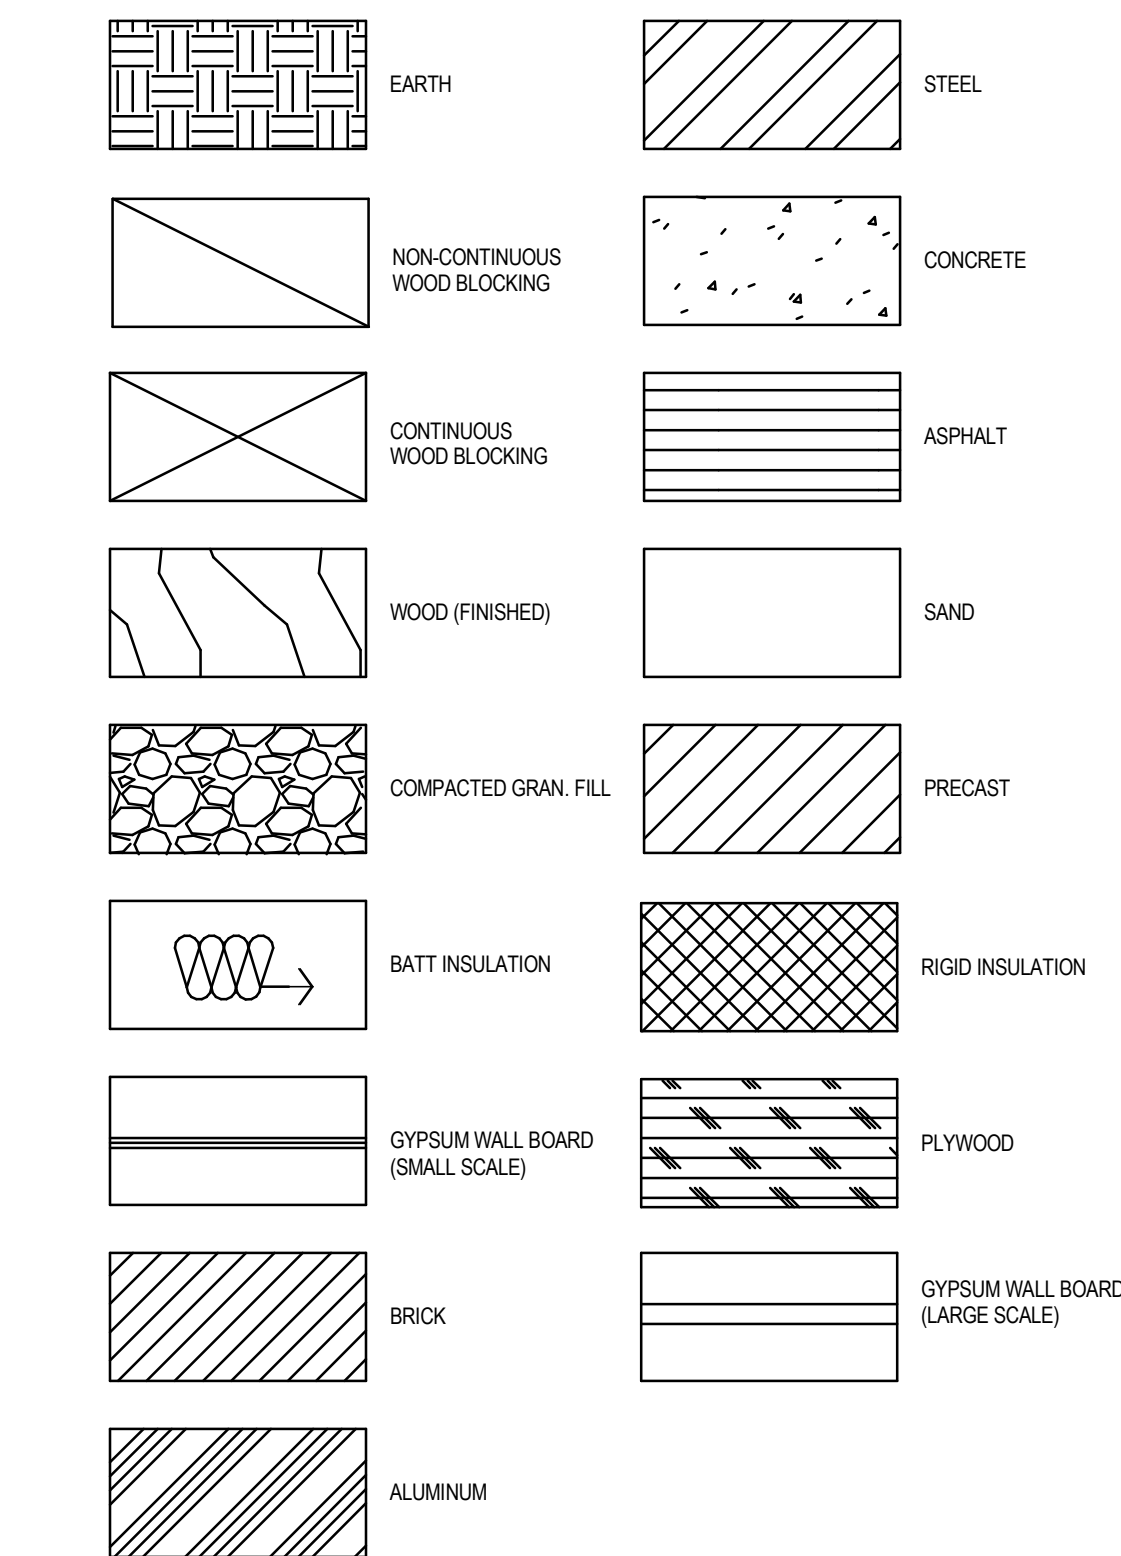 EARTH
STEEL
NON-CONTINUOUS
WOOD BLOCKING
CONCRETE
CONTINUOUS
WOOD BLOCKING
ASPHALT
WOOD (FINISHED)
SAND
COMPACTED GRAN. FILL
PRECAST
BATT INSULATION
RIGID INSULATION
GYPSUM WALL BOARD
(SMALL SCALE)
PLYWOOD
BRICK
GYPSUM WALL BOARD
(LARGE SCALE)
ALUMINUM